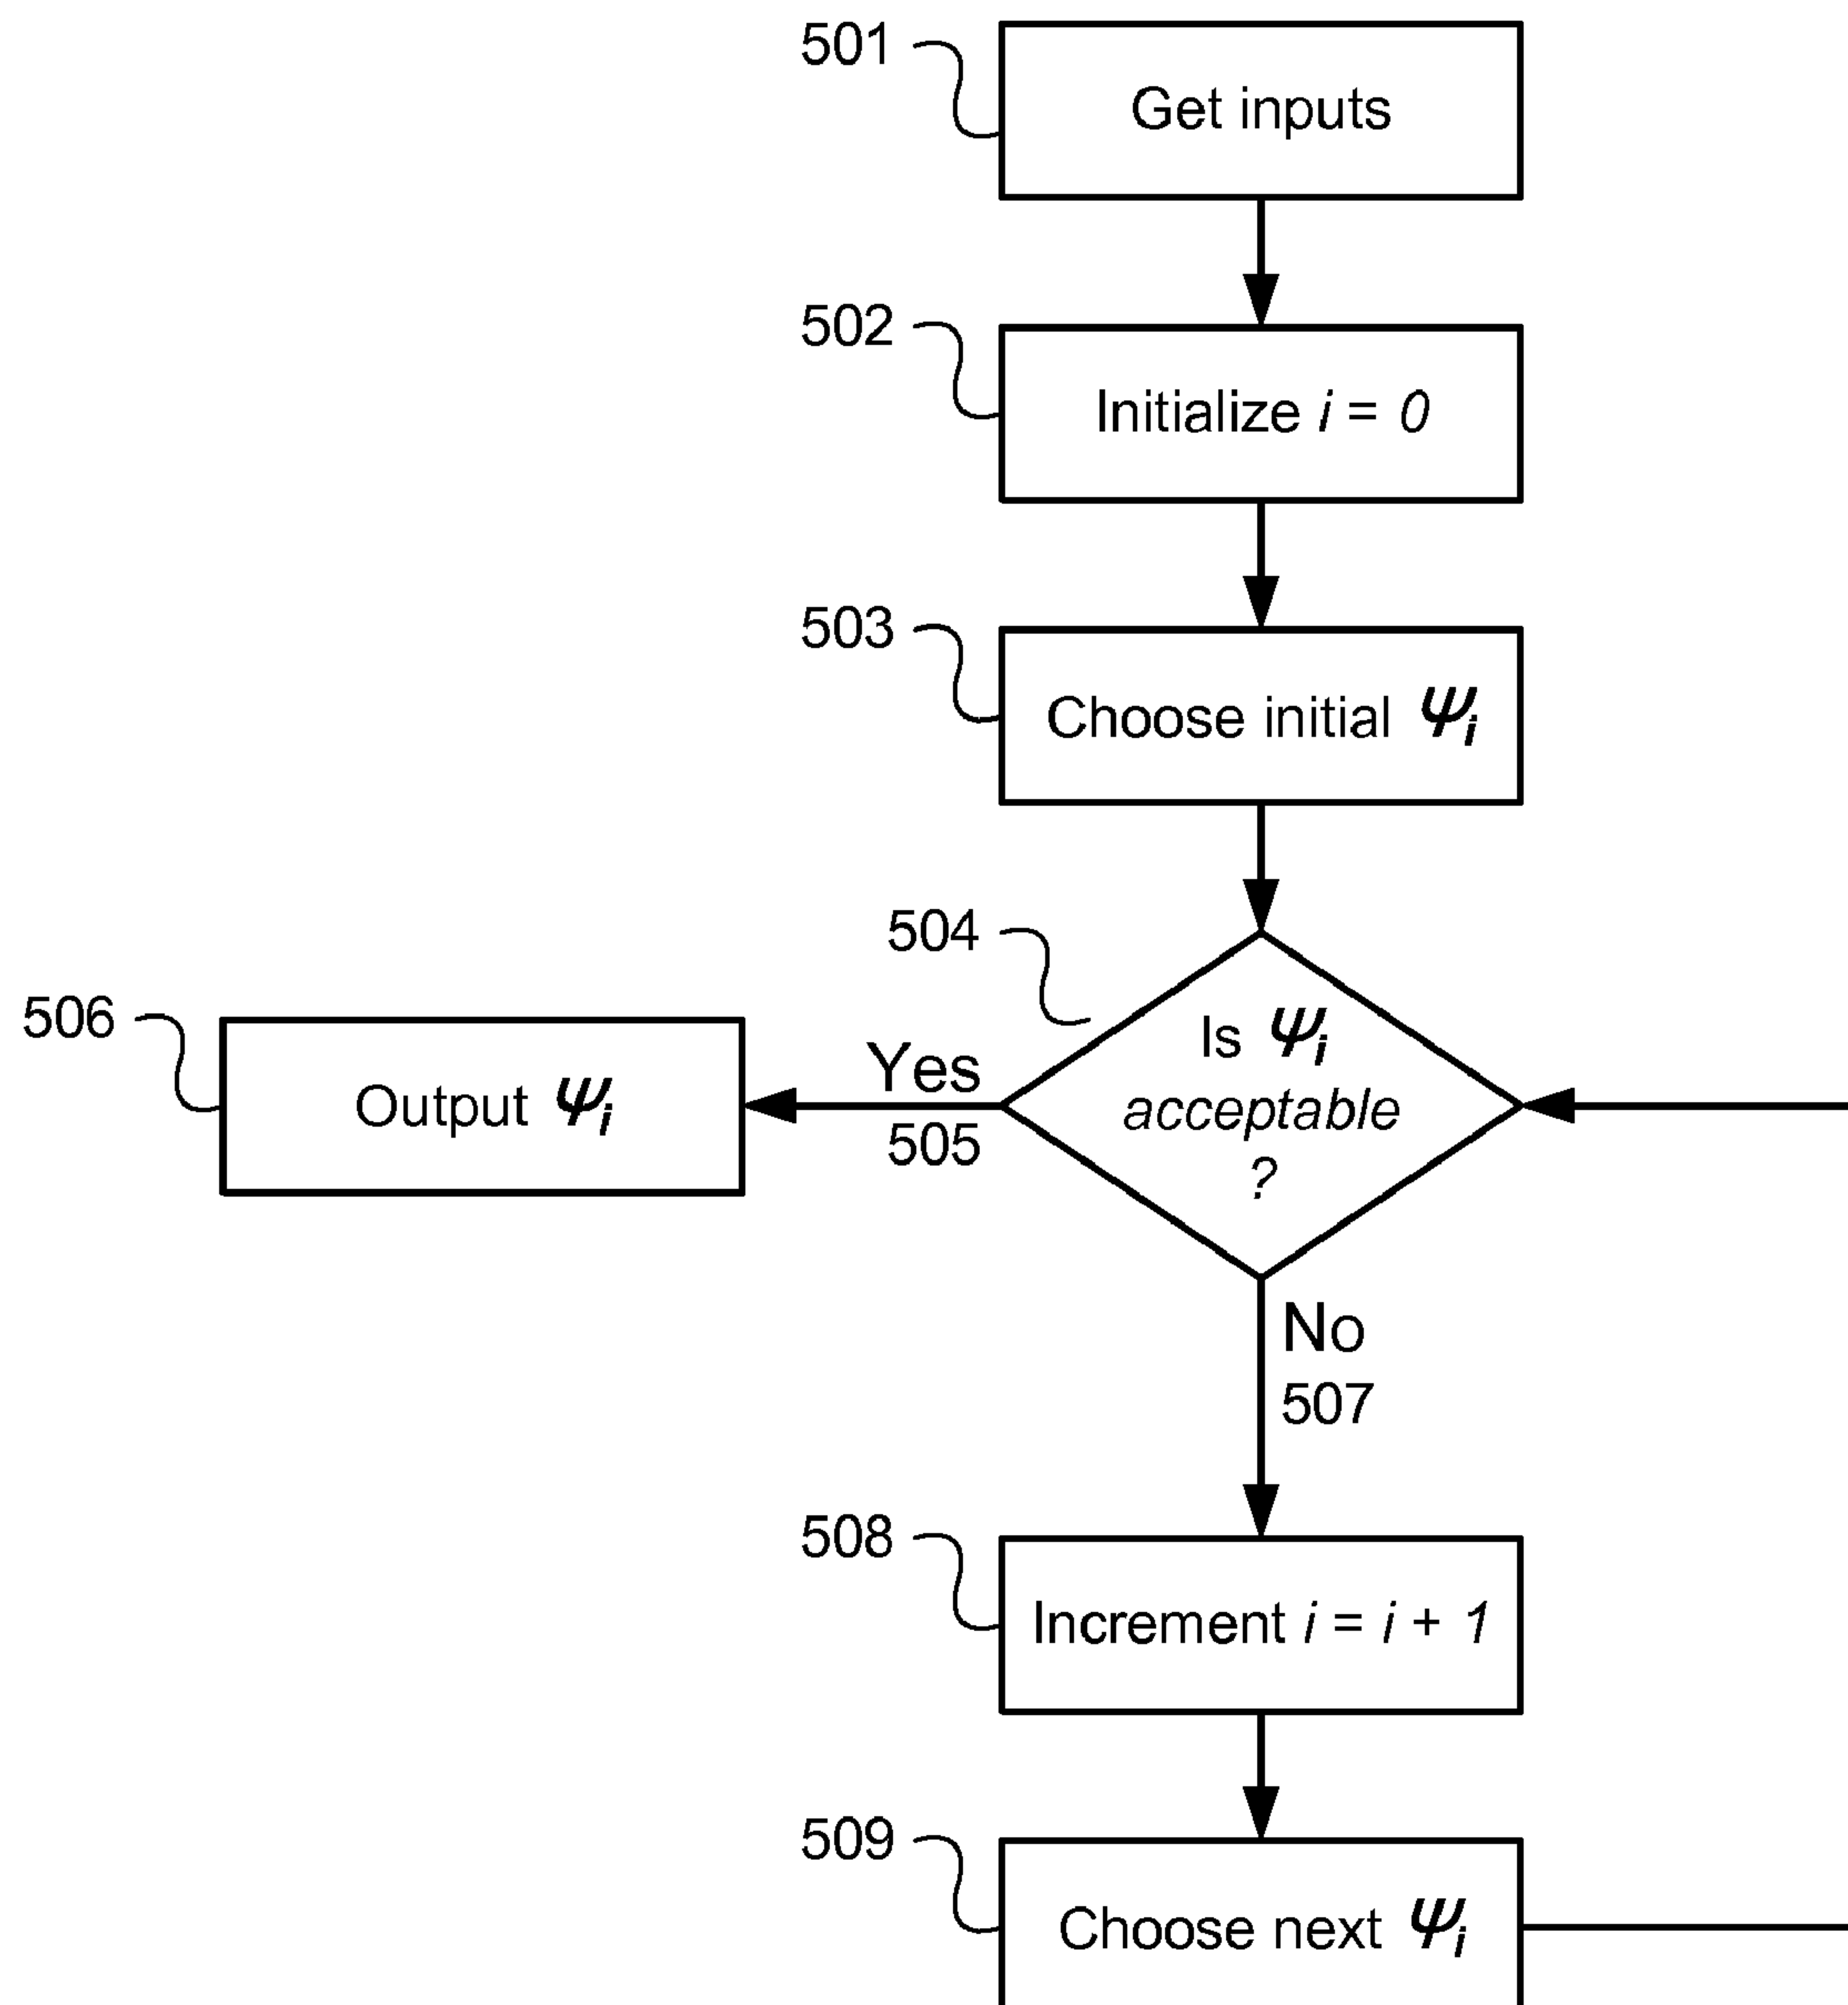 501
Get inputs
502
Initialize i = 0
503
Choose initial Ψi
504
Is Ψi
acceptable
?
Yes
505
506
Output Ψi
No
507
508
Increment i = i + 1
509
Choose next Ψi